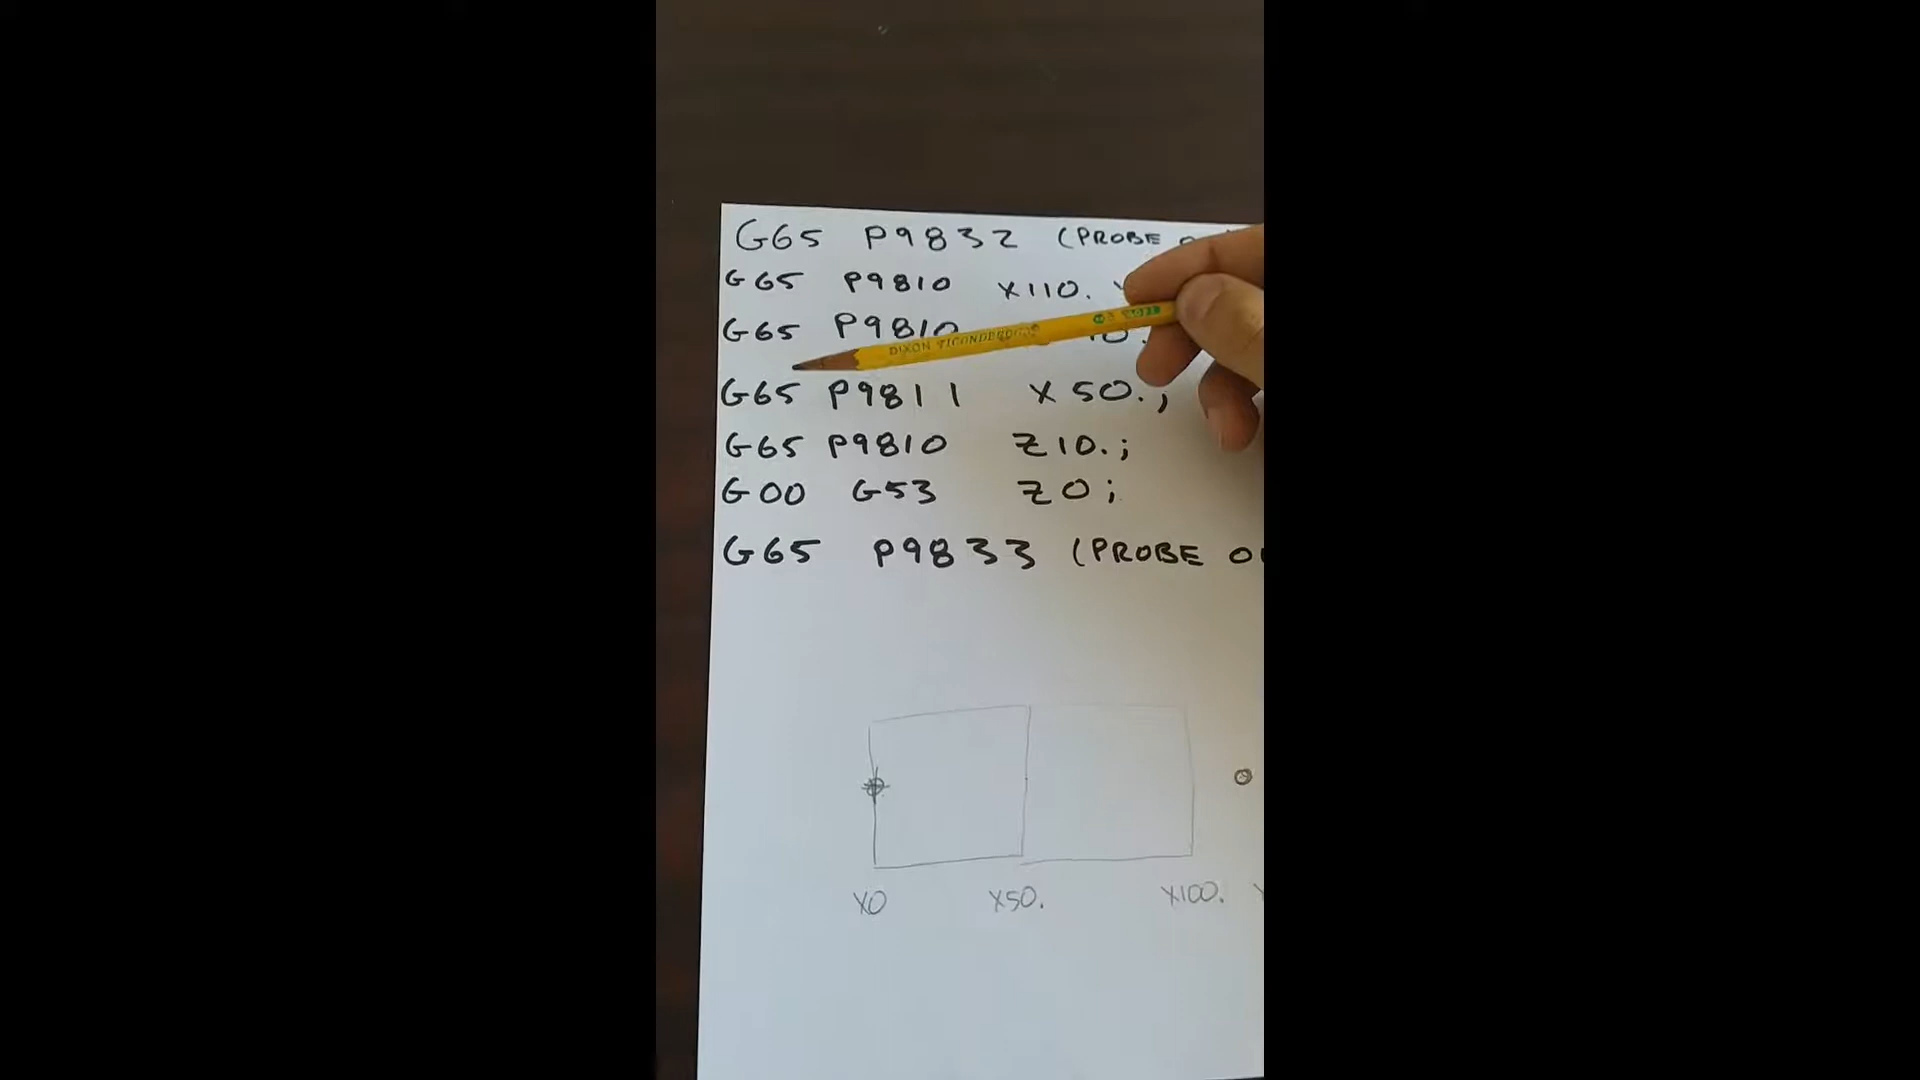 G65 P9832 (PROBE
G65 P9810 X110.
G65 P9810 10.
DIXON TICONDEROGA
G65 P9811 X50.;
G65 P9810 Z10.;
G00 G53 Z0;
G65 P9833 (PROBE O
X0 X50. X100.